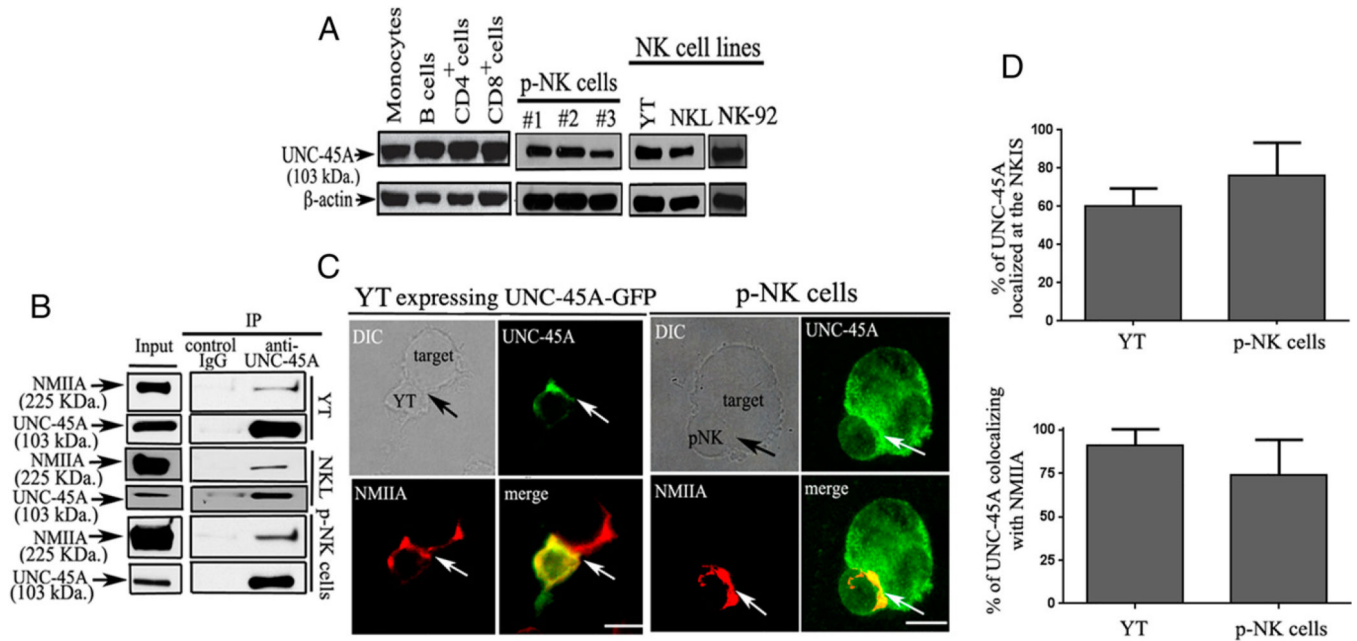 A
Monocytes
B cells
CD4+ cells
CD8+ cells
p-NK cells
#1 #2 #3
NK cell lines
YT NKL NK-92
UNC-45A
(103 kDa.)
β-actin
B
IP
Input
control
IgG
anti-
UNC-45A
NMIIA
(225 KDa.)
UNC-45A
(103 kDa.)
YT
NMIIA
(225 KDa.)
UNC-45A
(103 kDa.)
NKL
NMIIA
(225 KDa.)
UNC-45A
(103 kDa.)
p-NK cells
C
YT expressing UNC-45A-GFP
DIC
target
YT
UNC-45A
NMIIA
merge
p-NK cells
DIC
target
pNK
UNC-45A
NMIIA
merge
D
% of UNC-45A
localized at the NKIS
100
80
60
40
20
0
YT p-NK cells
% of UNC-45A colocalizing
with NMIIA
100
75
50
25
0
YT p-NK cells